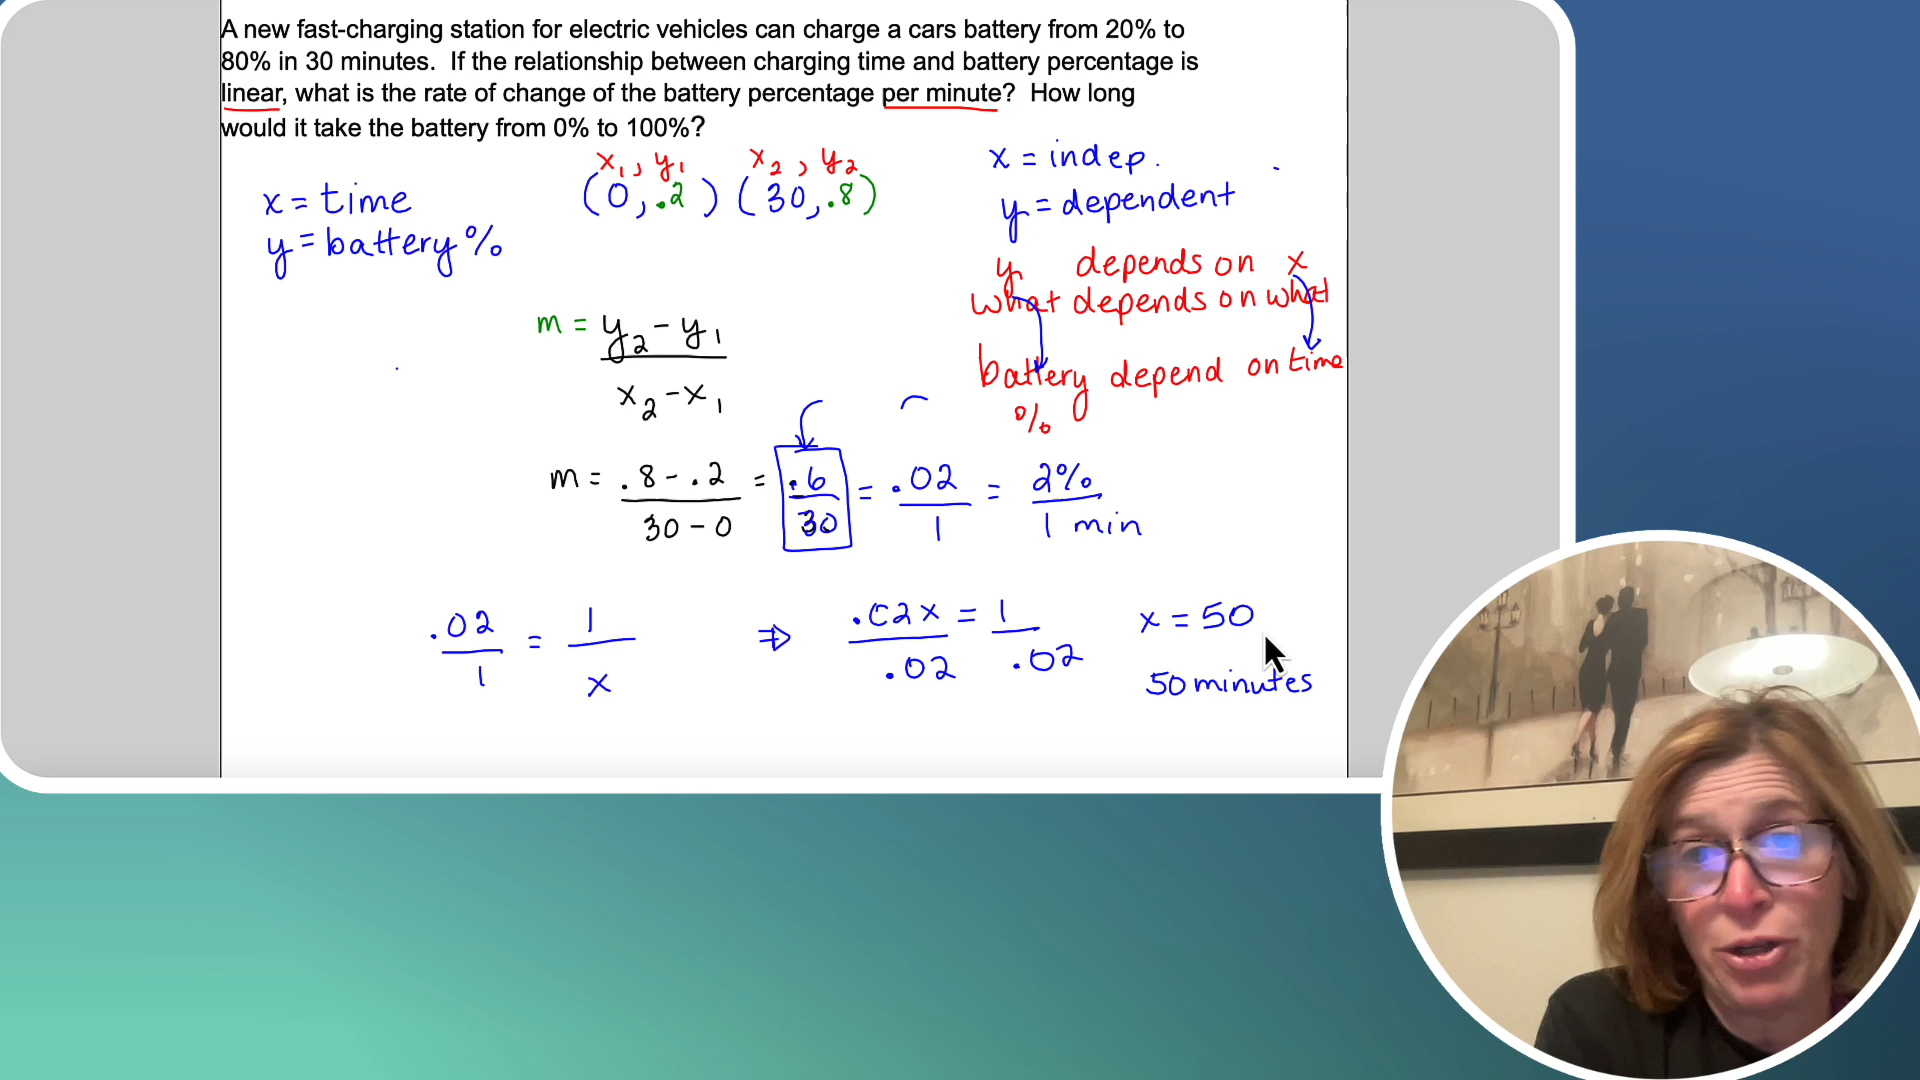 A new fast-charging station for electric vehicles can charge a cars battery from 20% to
80% in 30 minutes. If the relationship between charging time and battery percentage is
linear, what is the rate of change of the battery percentage per minute? How long
would it take the battery from 0% to 100%?
x = time
y = battery %
x₁, y₁ x₂, y₂
(0, .2) (30, .8)
x = indep.
y = dependent
y depends on x
what depends on what
battery depend on time
%
m = y₂ - y₁
x₂ - x₁
m = .8 - .2 / 30 - 0 = .6 / 30 = .02 / 1 = 2% / 1 min
.02 / 1 = 1 / x ⇒ .02x / .02 = 1 / .02 x = 50
50 minutes